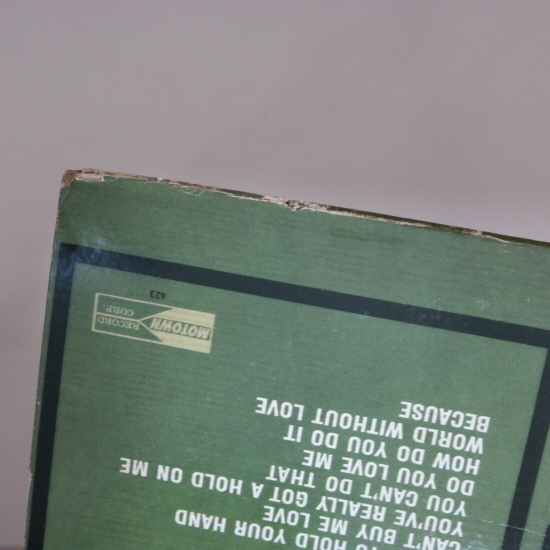 O HOLD YOUR HAND
CAN'T BUY ME LOVE
YOU'VE REALLY GOT A HOLD ON ME
YOU CAN'T DO THAT
DO YOU LOVE ME
HOW DO YOU DO IT
WORLD WITHOUT LOVE
BECAUSE
MOTOWN
RECORD
CORP.
623